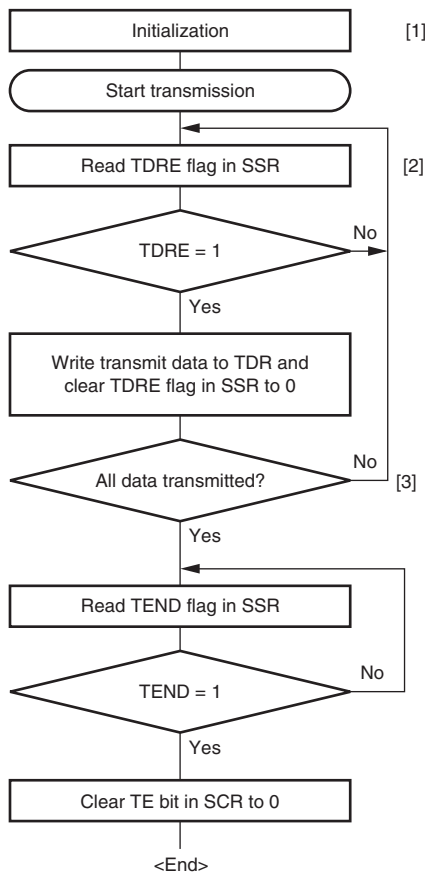 Initialization [1]
Start transmission
Read TDRE flag in SSR [2]
No
TDRE = 1
Yes
Write transmit data to TDR and
clear TDRE flag in SSR to 0
No
All data transmitted? [3]
Yes
Read TEND flag in SSR
No
TEND = 1
Yes
Clear TE bit in SCR to 0
<End>